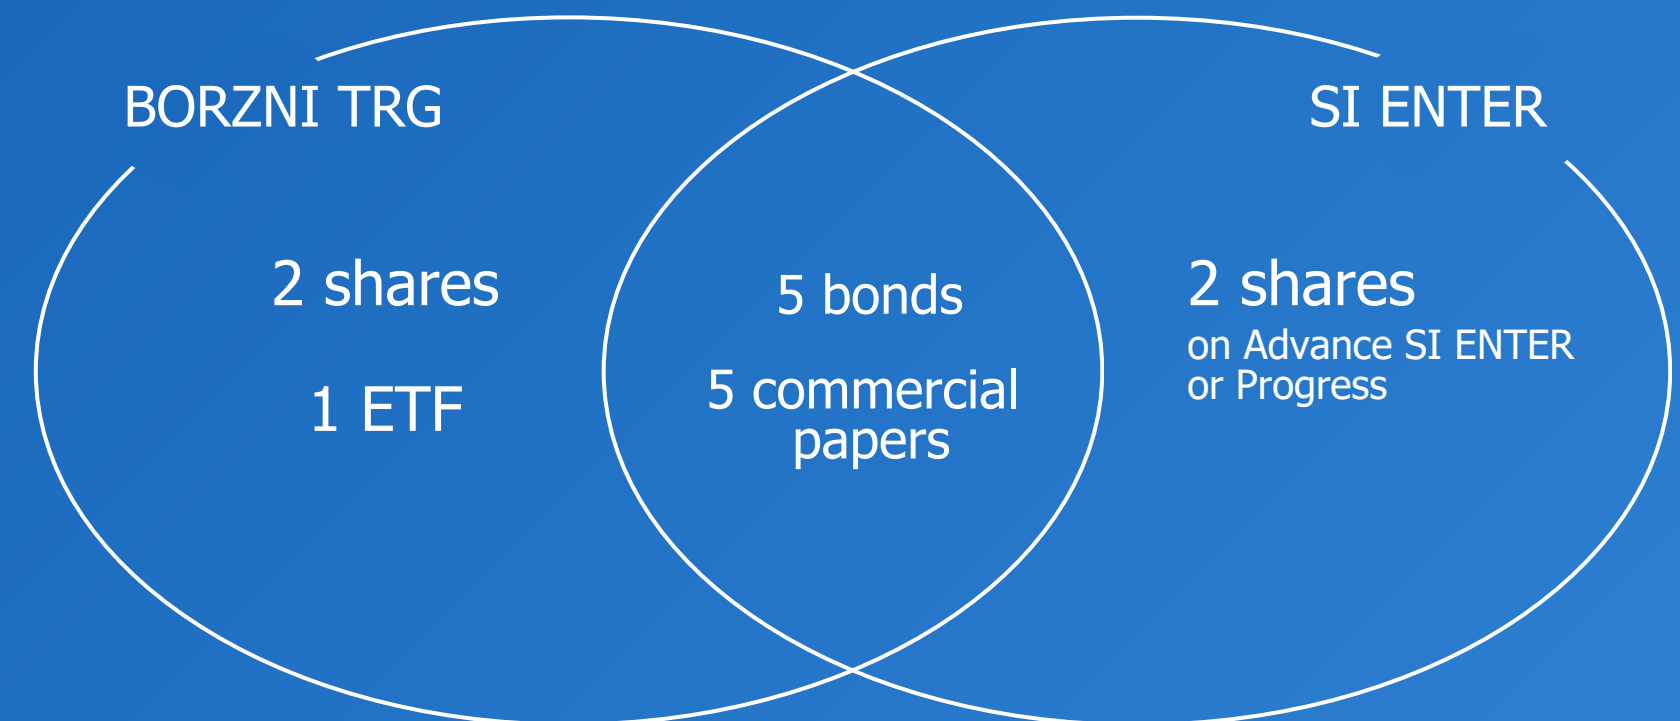 BORZNI TRG
SI ENTER
2 shares
1 ETF
5 bonds
5 commercial
papers
2 shares
on Advance SI ENTER
or Progress